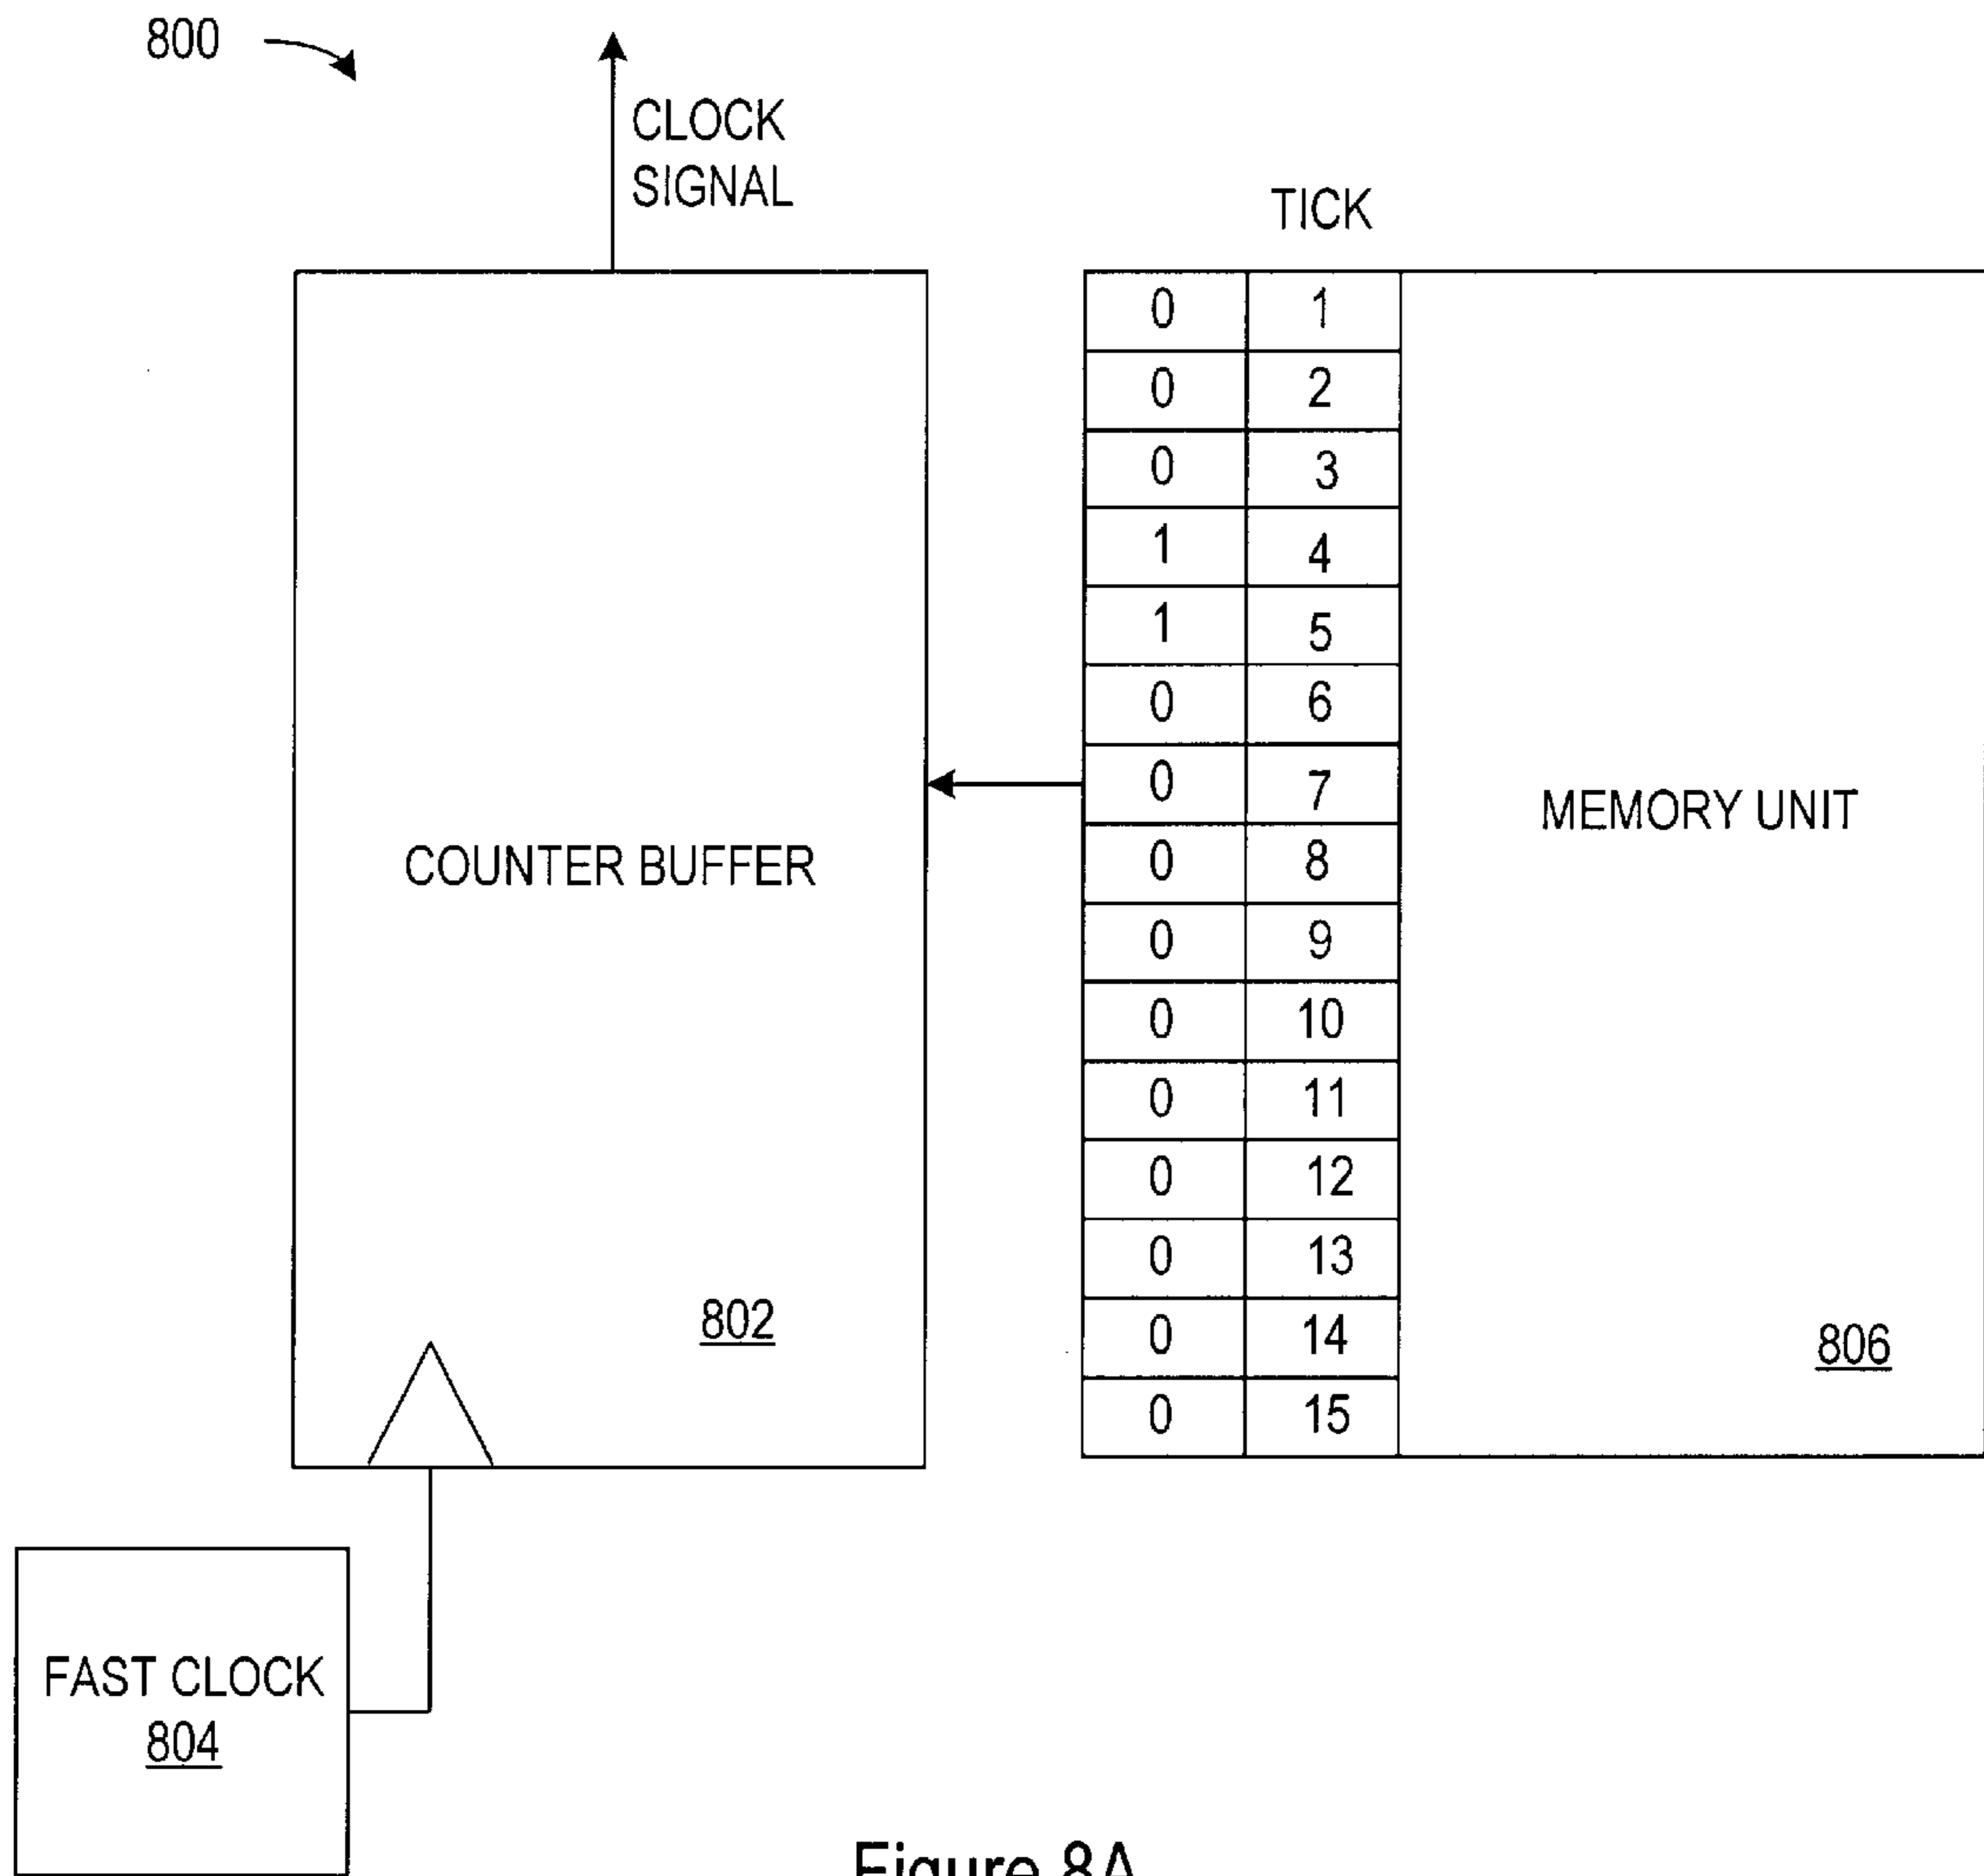 800
CLOCK
SIGNAL
TICK
0 1
0 2
0 3
1 4
1 5
0 6
0 7
0 8
0 9
0 10
0 11
0 12
0 13
0 14
0 15
COUNTER BUFFER
802
MEMORY UNIT
806
FAST CLOCK
804
Figure 8A